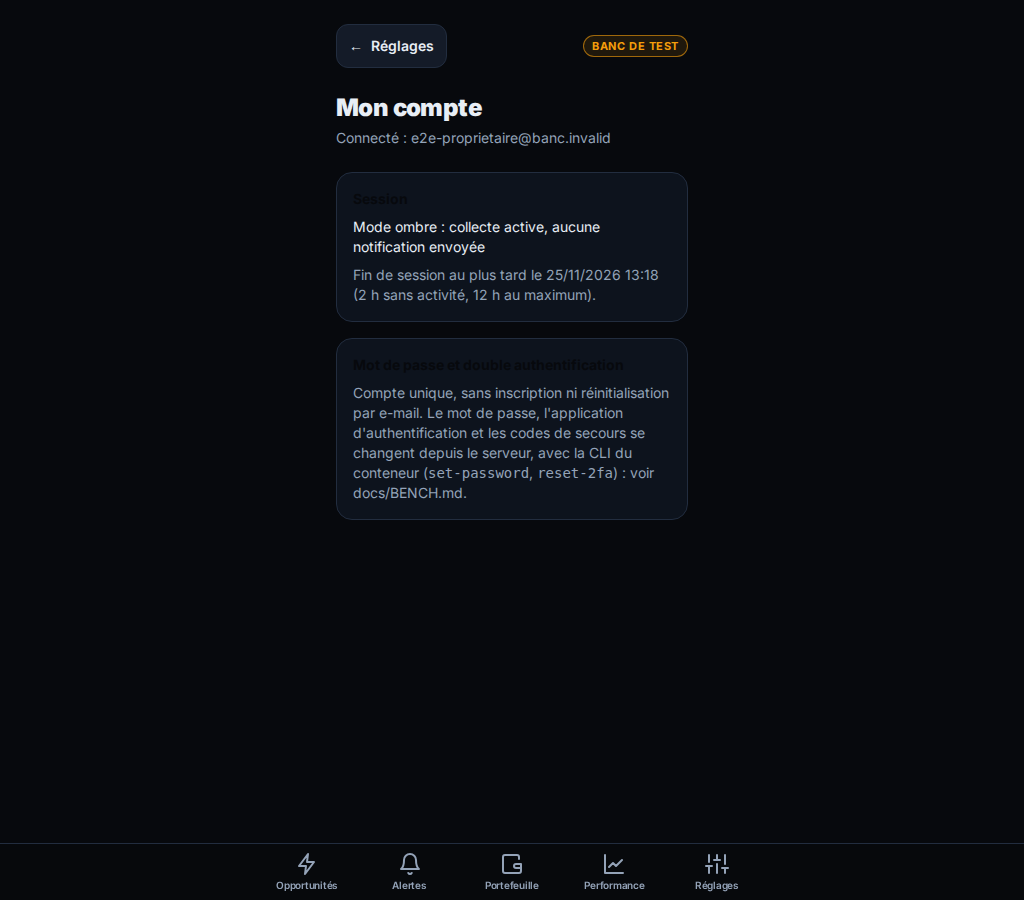 ← Réglages
BANC DE TEST
Mon compte
Connecté : e2e-proprietaire@banc.invalid
Session
Mode ombre : collecte active, aucune
notification envoyée
Fin de session au plus tard le 25/11/2026 13:18
(2 h sans activité, 12 h au maximum).
Mot de passe et double authentification
Compte unique, sans inscription ni réinitialisation
par e-mail. Le mot de passe, l'application
d'authentification et les codes de secours se
changent depuis le serveur, avec la CLI du
conteneur (set-password, reset-2fa) : voir
docs/BENCH.md.
Opportunités
Alertes
Portefeuille
Performance
Réglages